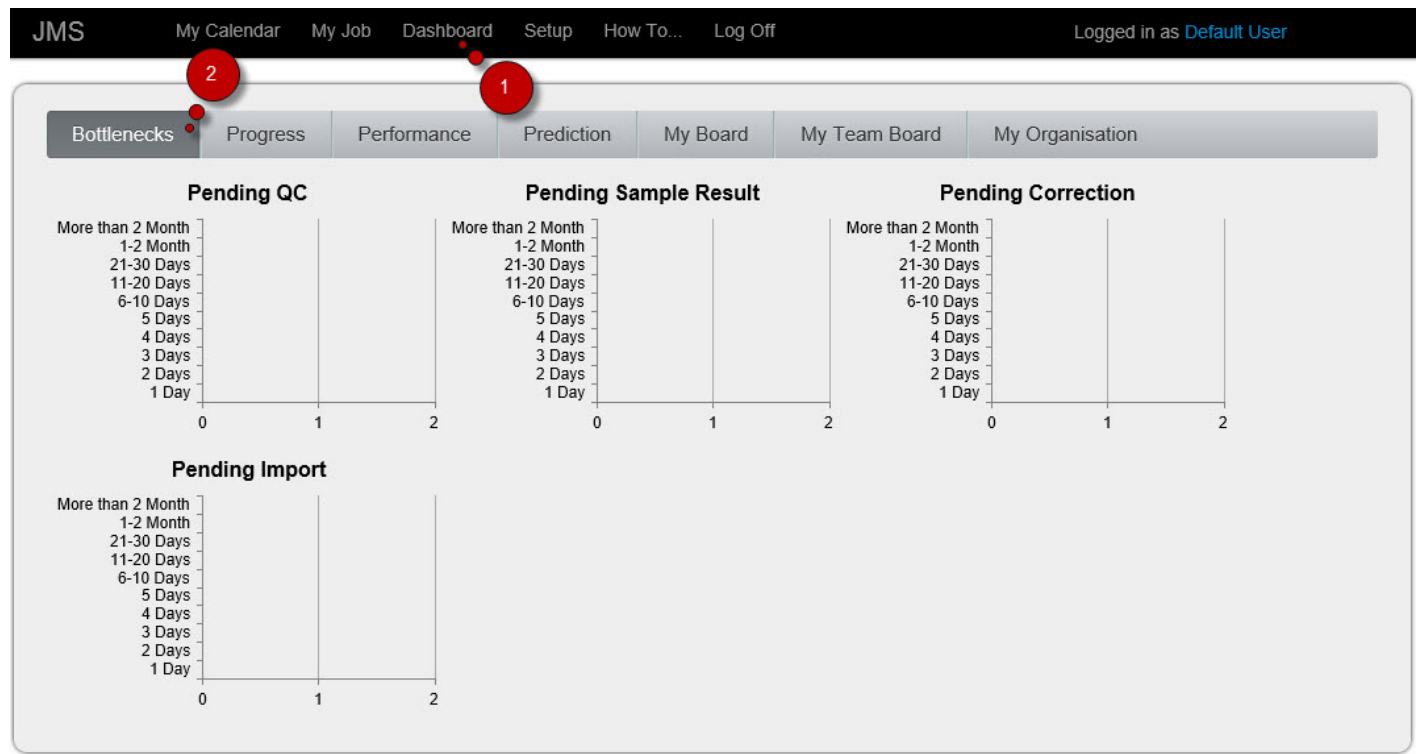 JMS My Calendar My Job Dashboard Setup How To... Log Off Logged in as Default User
2
1
Bottlenecks Progress Performance Prediction My Board My Team Board My Organisation
Pending QC
More than 2 Month
1-2 Month
21-30 Days
11-20 Days
6-10 Days
5 Days
4 Days
3 Days
2 Days
1 Day
0 1 2
Pending Sample Result
More than 2 Month
1-2 Month
21-30 Days
11-20 Days
6-10 Days
5 Days
4 Days
3 Days
2 Days
1 Day
0 1 2
Pending Correction
More than 2 Month
1-2 Month
21-30 Days
11-20 Days
6-10 Days
5 Days
4 Days
3 Days
2 Days
1 Day
0 1 2
Pending Import
More than 2 Month
1-2 Month
21-30 Days
11-20 Days
6-10 Days
5 Days
4 Days
3 Days
2 Days
1 Day
0 1 2